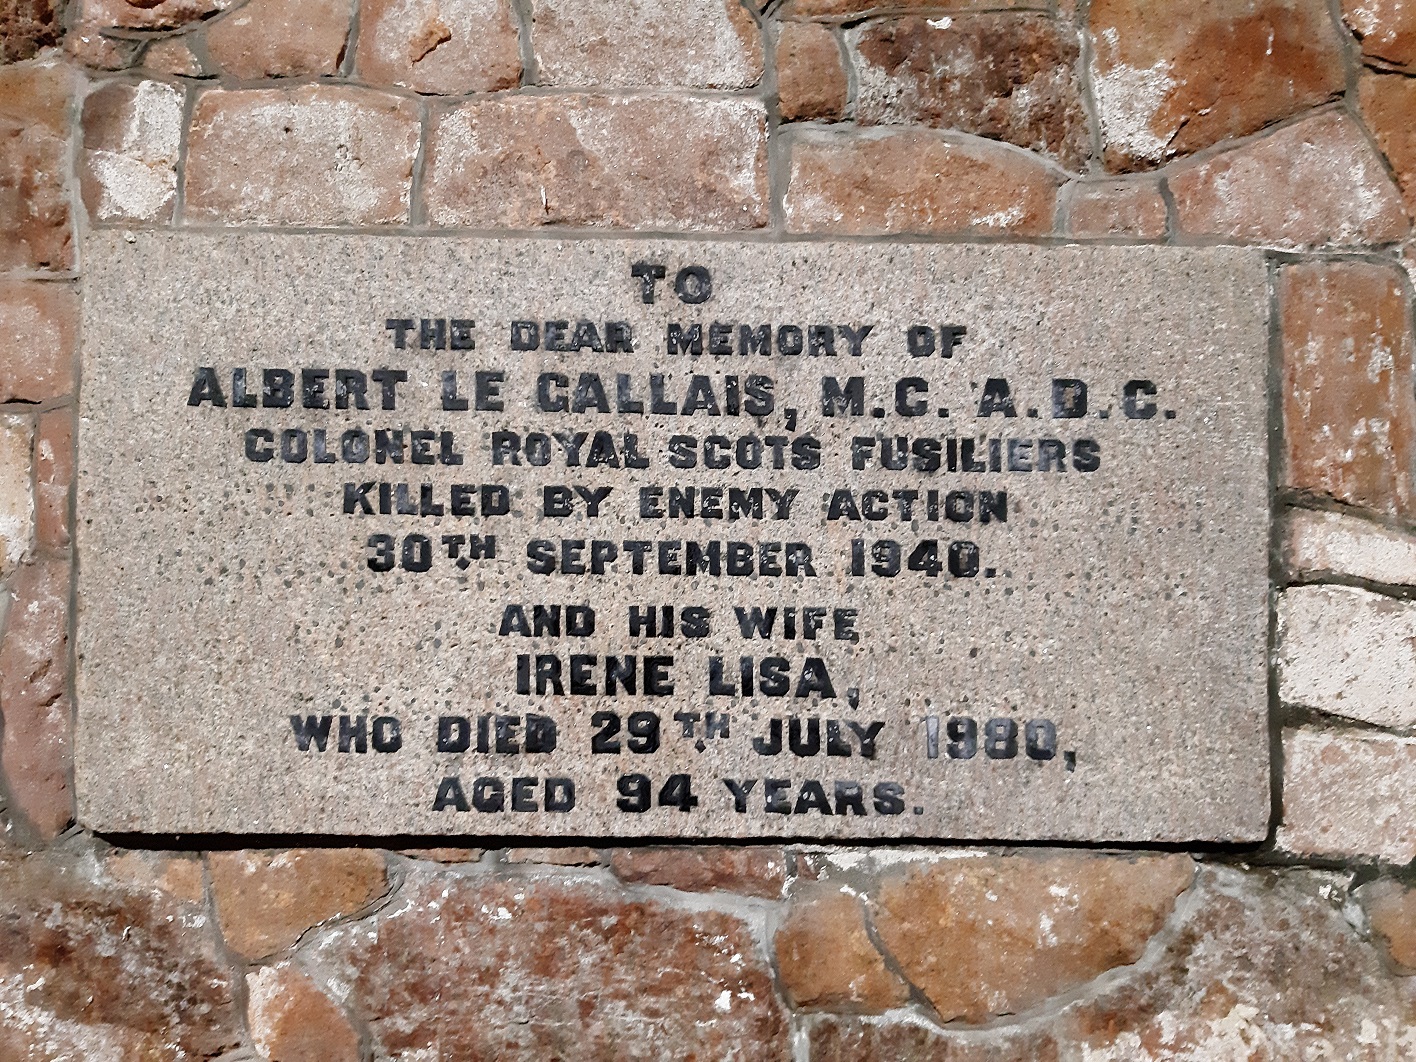 TO
THE DEAR MEMORY OF
ALBERT LE GALLAIS, M.C. A.D.C.
COLONEL ROYAL SCOTS FUSILIERS
KILLED BY ENEMY ACTION
30TH SEPTEMBER 1940.
AND HIS WIFE
IRENE LISA,
WHO DIED 29TH JULY 1980,
AGED 94 YEARS.